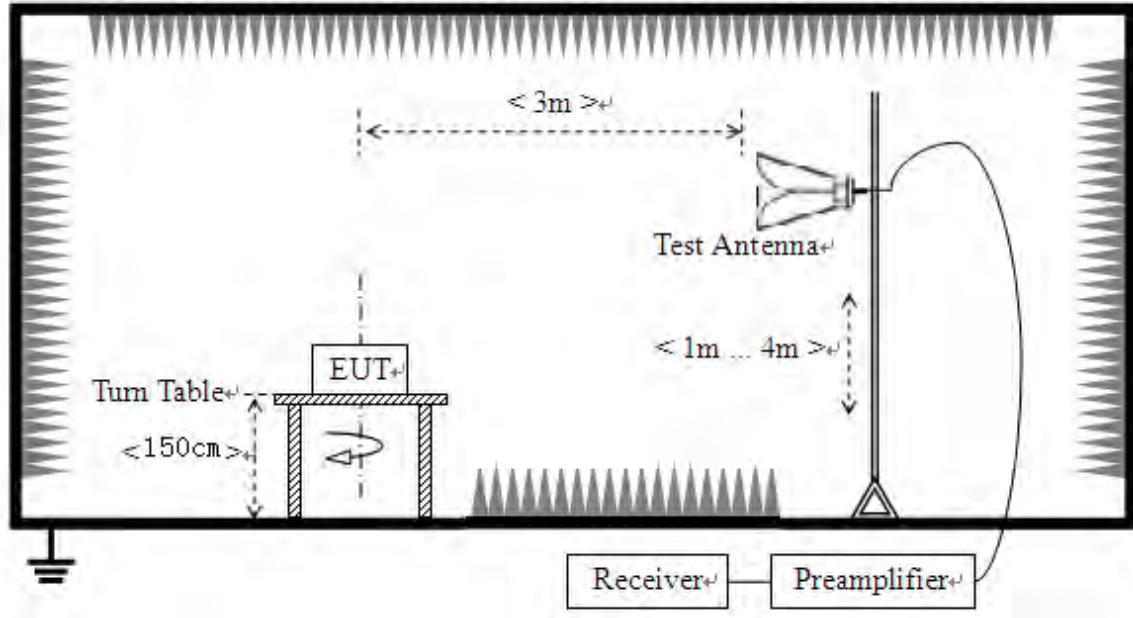 < 3m >↵
Test Antenna↵
< 1m ... 4m >↵
EUT↵
Turn Table↵
<150cm>↵
Receiver↵
Preamplifier↵